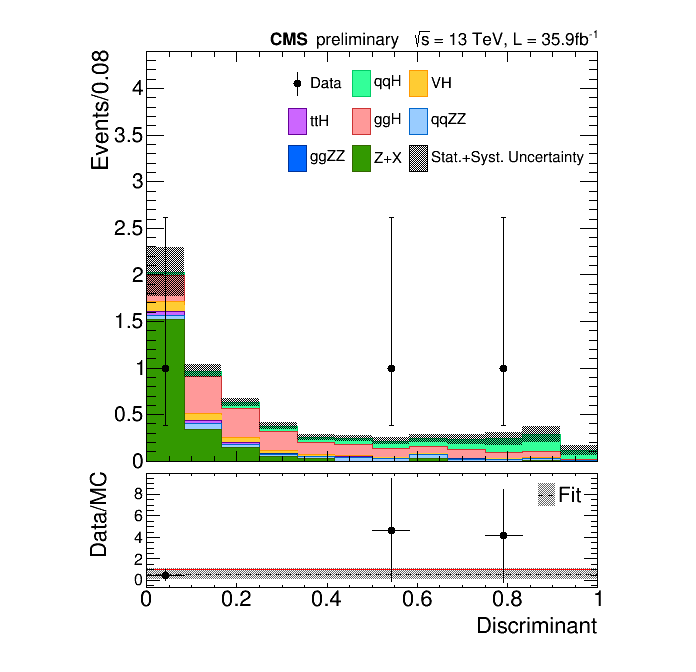 CMS preliminary √s = 13 TeV, L = 35.9fb⁻¹
Events/0.08
4
3.5
3
2.5
2
1.5
1
0.5
0
Data qqH VH
ttH ggH qqZZ
ggZZ Z+X Stat.+Syst. Uncertainty
Data/MC
8
6
4
2
0
Fit
0 0.2 0.4 0.6 0.8 1
Discriminant